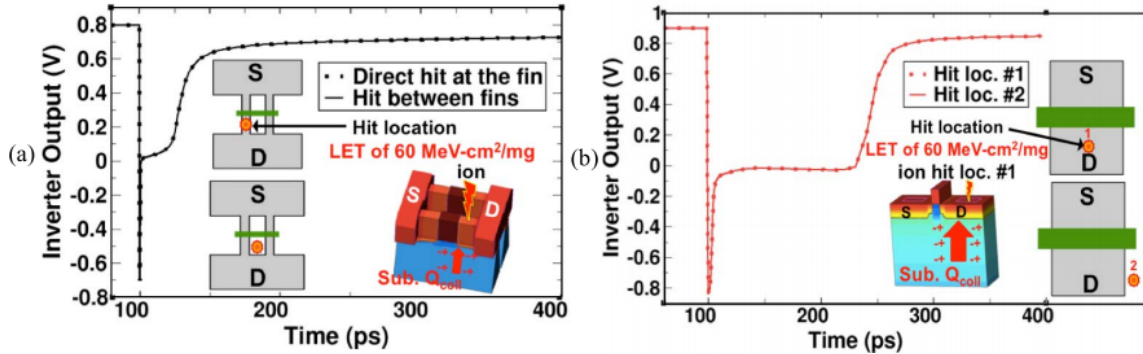 (a)
Inverter Output (V)
0.8
0.6
0.4
0.2
0
-0.2
-0.4
-0.6
-0.8
100
200
300
400
Time (ps)
S
D
S
D
Direct hit at the fin
Hit between fins
Hit location
LET of 60 MeV-cm²/mg
ion
S
D
Sub. Qcoll
(b)
Inverter Output (V)
1
0.8
0.6
0.4
0.2
0
-0.2
-0.4
-0.6
-0.8
100
200
300
400
Time (ps)
Hit loc. #1
Hit loc. #2
Hit location
LET of 60 MeV-cm²/mg
ion hit loc. #1
S
D
Sub. Qcoll
S
1
D
S
D
2